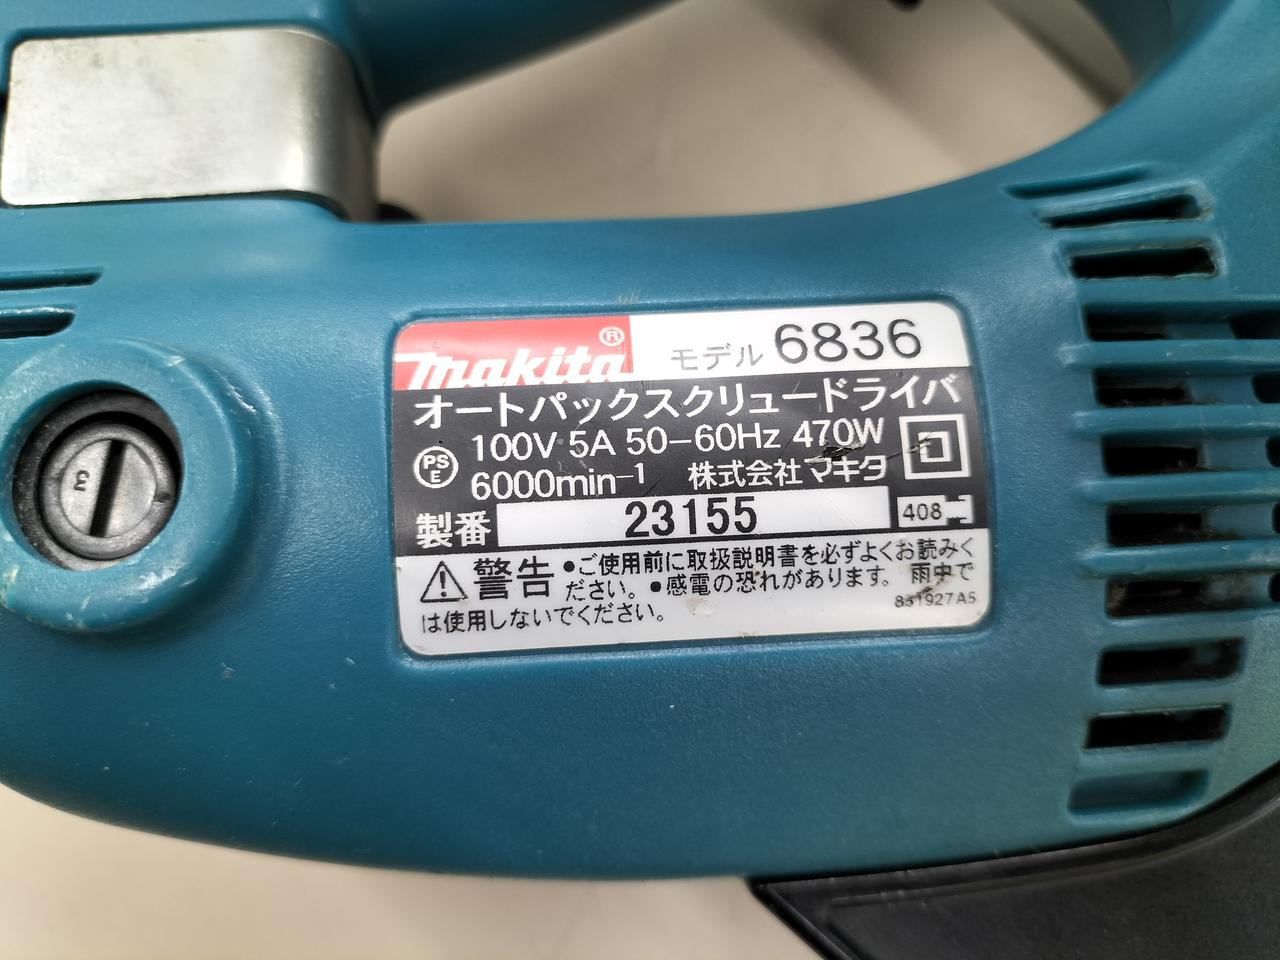 makita®
モデル 6836
オートパックスクリュードライバ
PS E
100V 5A 50-60Hz 470W
6000min-1 株式会社マキタ
製番 23155 408
警告 •ご使用前に取扱説明書を必ずよくお読みく
ださい。•感電の恐れがあります。雨中で
は使用しないでください。
851927A5
3